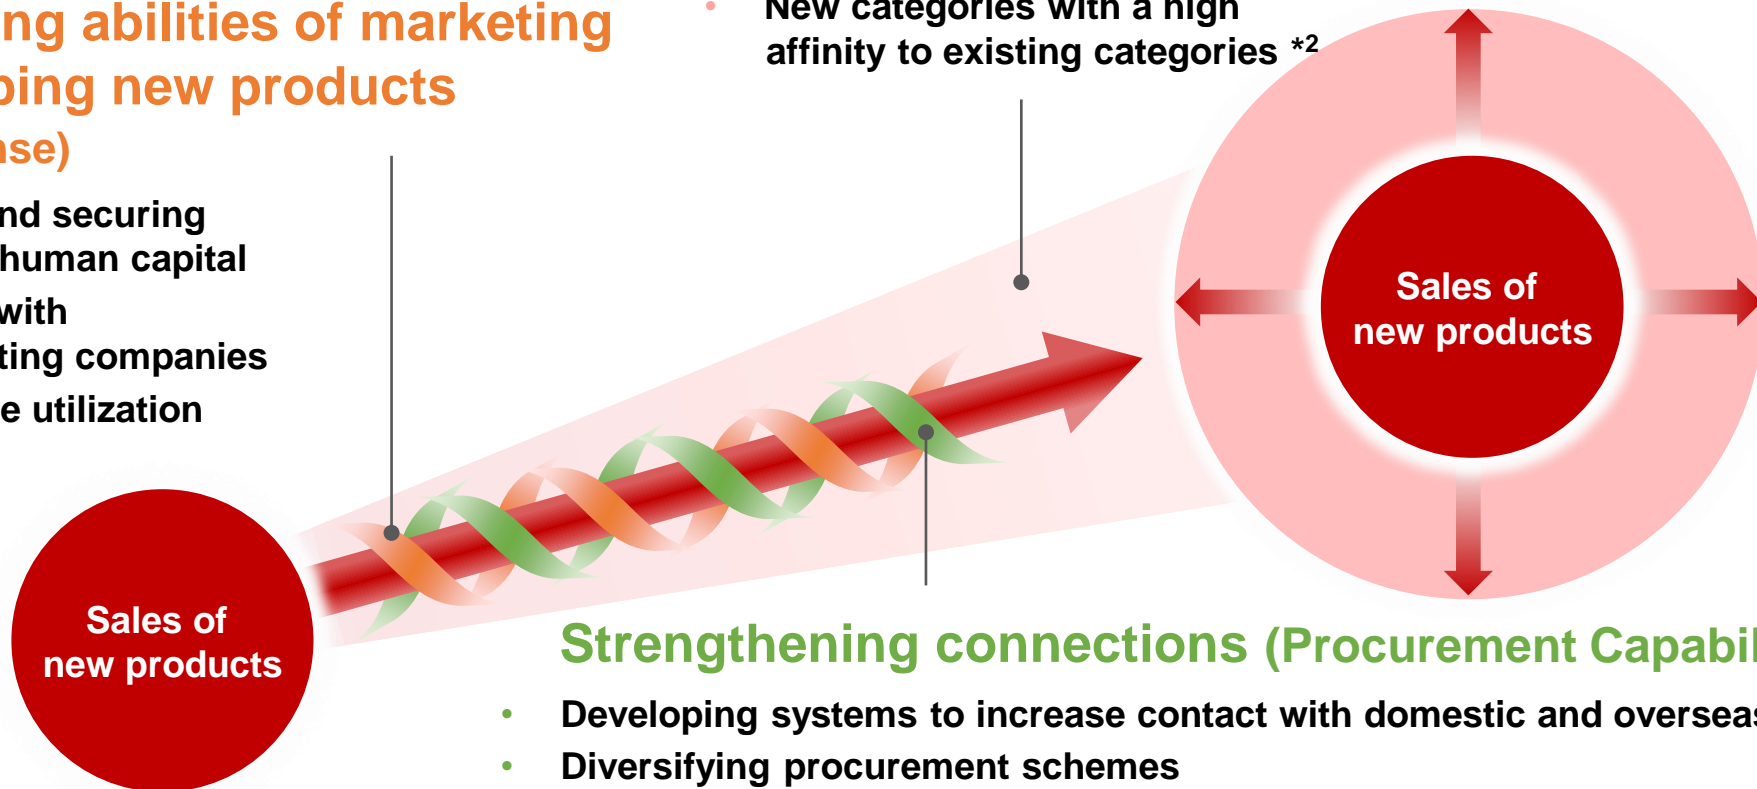 ng abilities of marketing
ping new products
nse)
nd securing
human capital
with
ting companies
e utilization
• New categories with a high
affinity to existing categories *2
Sales of
new products
Sales of
new products
Strengthening connections (Procurement Capabil
• Developing systems to increase contact with domestic and overseas
• Diversifying procurement schemes